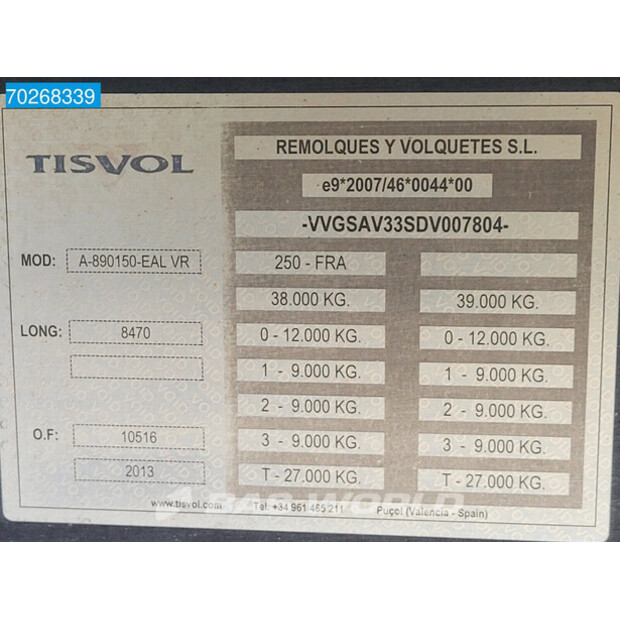 70268339
TISVOL
REMOLQUES Y VOLQUETES S.L.
e9*2007/46*0044*00
-VVGSAV33SDV007804-
MOD: A-890150-EAL VR 250 - FRA
38.000 KG. 39.000 KG.
LONG: 8470 0 - 12.000 KG. 0 - 12.000 KG.
1 - 9.000 KG. 1 - 9.000 KG.
2 - 9.000 KG. 2 - 9.000 KG.
O.F: 10516 3 - 9.000 KG. 3 - 9.000 KG.
2013 T - 27.000 KG. T - 27.000 KG.
www.tisvol.com Tel. +34 961 465 211 Puçol (Valencia - Spain)
BAS WORLD